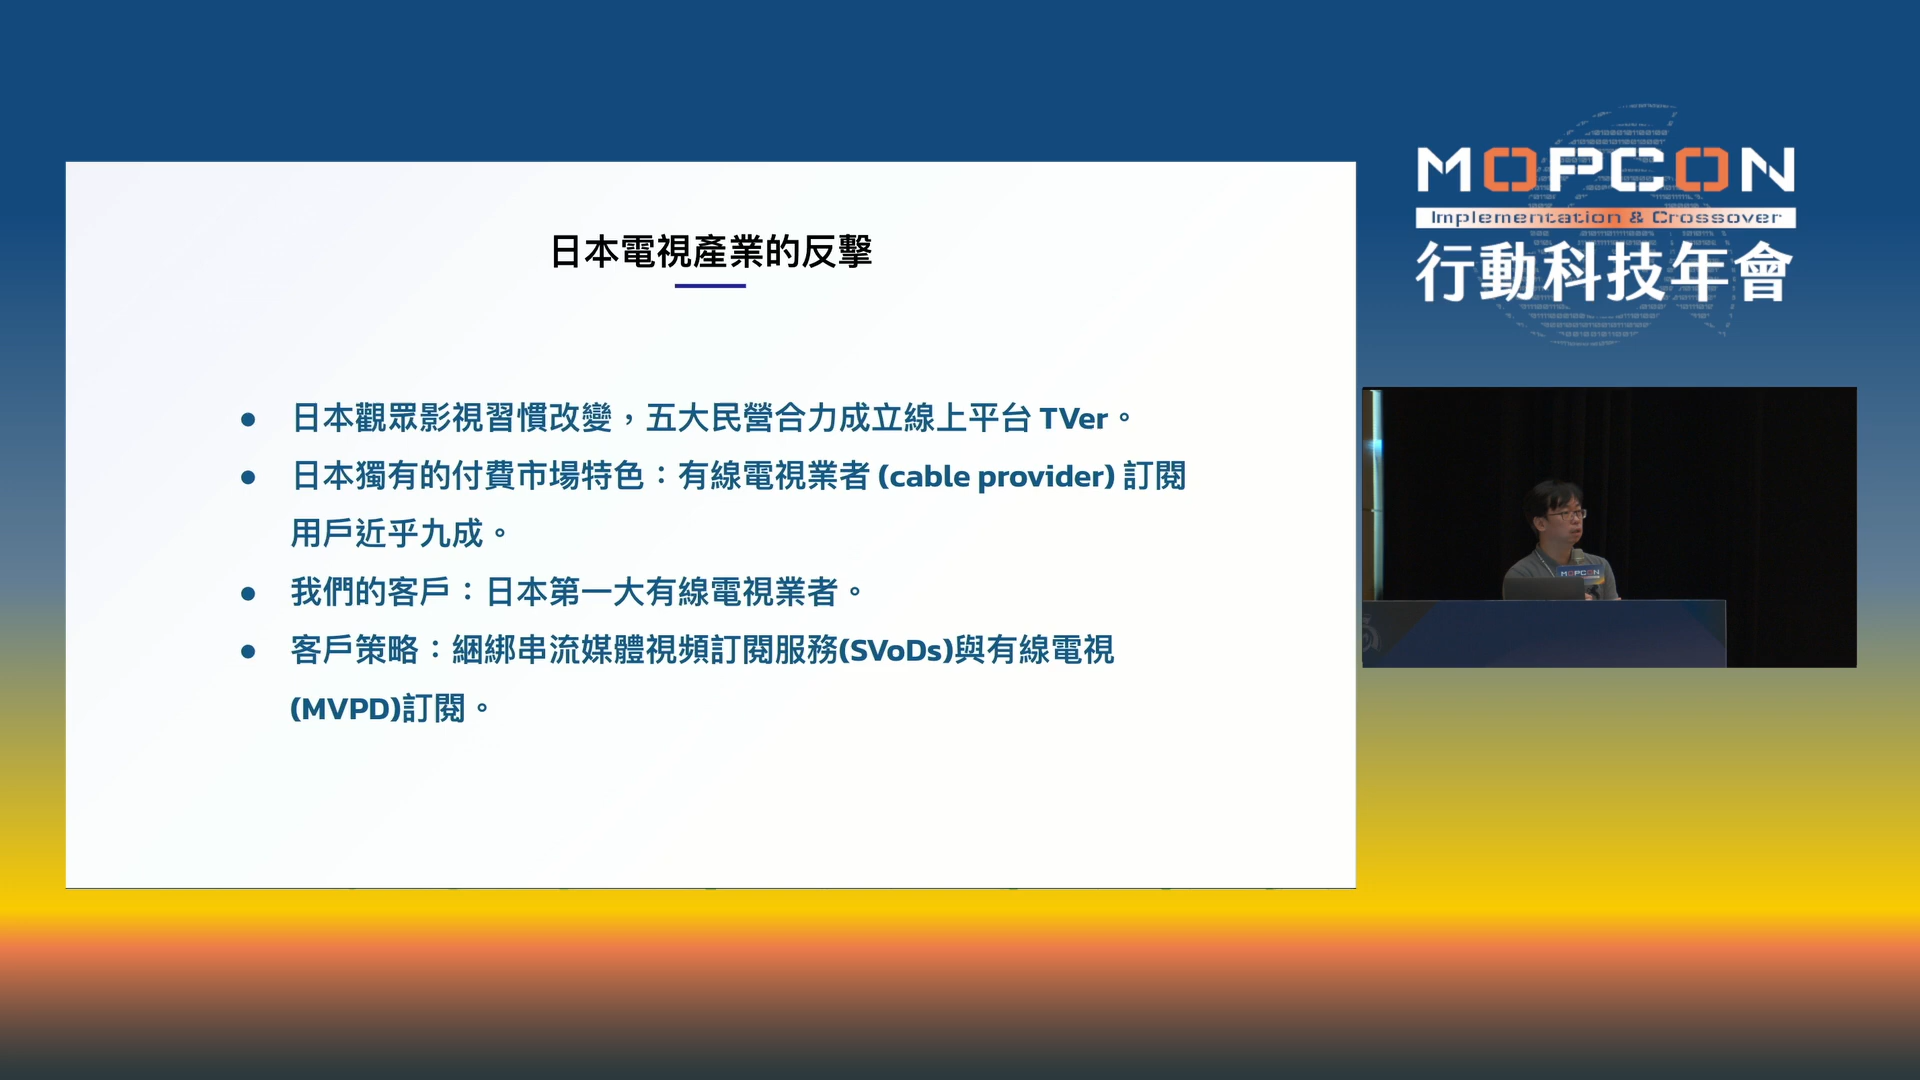 日本電視產業的反擊
● 日本觀眾影視習慣改變，五大民營合力成立線上平台 TVer。
● 日本獨有的付費市場特色：有線電視業者 (cable provider) 訂閱
用戶近乎九成。
● 我們的客戶：日本第一大有線電視業者。
● 客戶策略：綑綁串流媒體視頻訂閱服務(SVoDs)與有線電視
(MVPD)訂閱。
MOPCON
Implementation & Crossover
行動科技年會
MOPCON